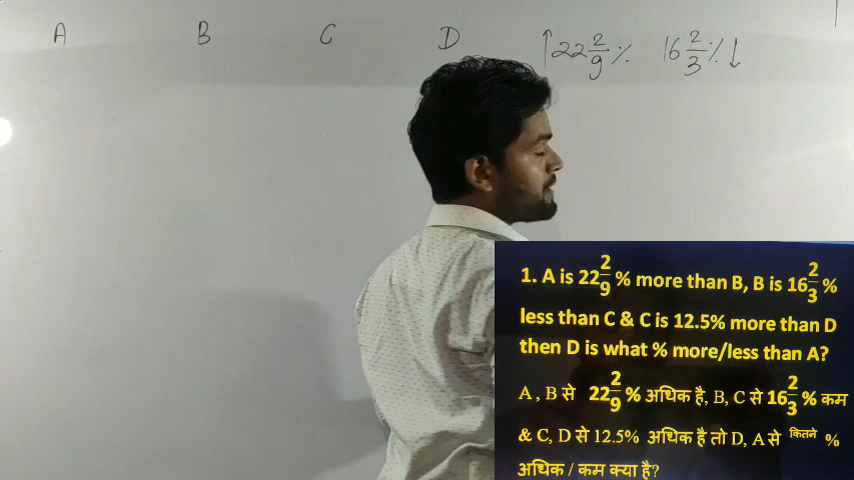 A B C D ↑22 2/9 % 16 2/3 % ↓
1. A is 22 2/9 % more than B, B is 16 2/3 %
less than C & C is 12.5% more than D
then D is what % more/less than A?
A , B से 22 2/9 % अधिक है, B, C से 16 2/3 % कम
& C, D से 12.5% अधिक है तो D, A से कितने %
अधिक / कम क्या है?